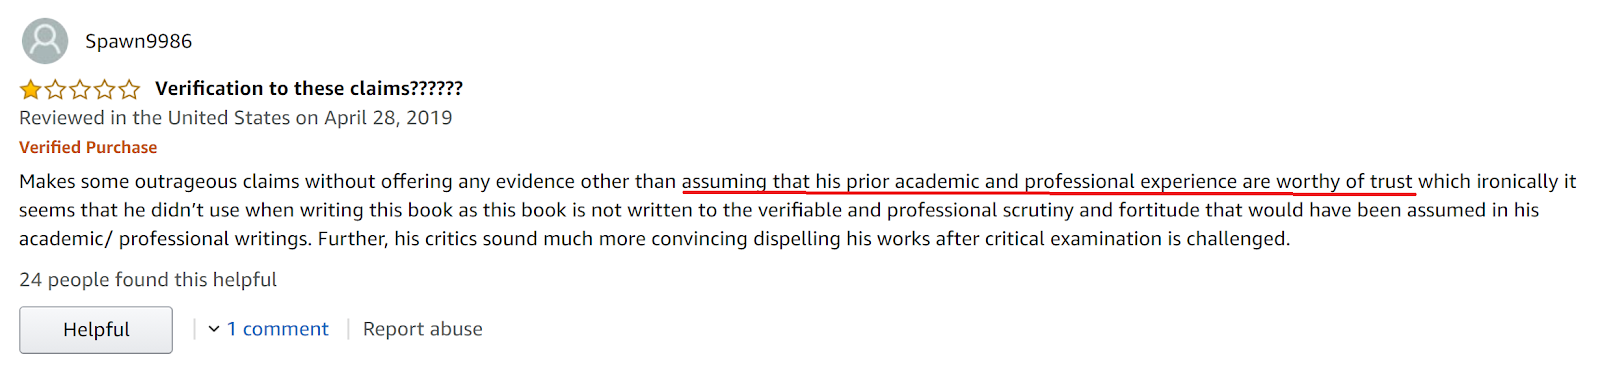 Spawn9986
Verification to these claims??????
Reviewed in the United States on April 28, 2019
Verified Purchase
Makes some outrageous claims without offering any evidence other than assuming that his prior academic and professional experience are worthy of trust which ironically it
seems that he didn’t use when writing this book as this book is not written to the verifiable and professional scrutiny and fortitude that would have been assumed in his
academic/ professional writings. Further, his critics sound much more convincing dispelling his works after critical examination is challenged.
24 people found this helpful
Helpful
1 comment
Report abuse